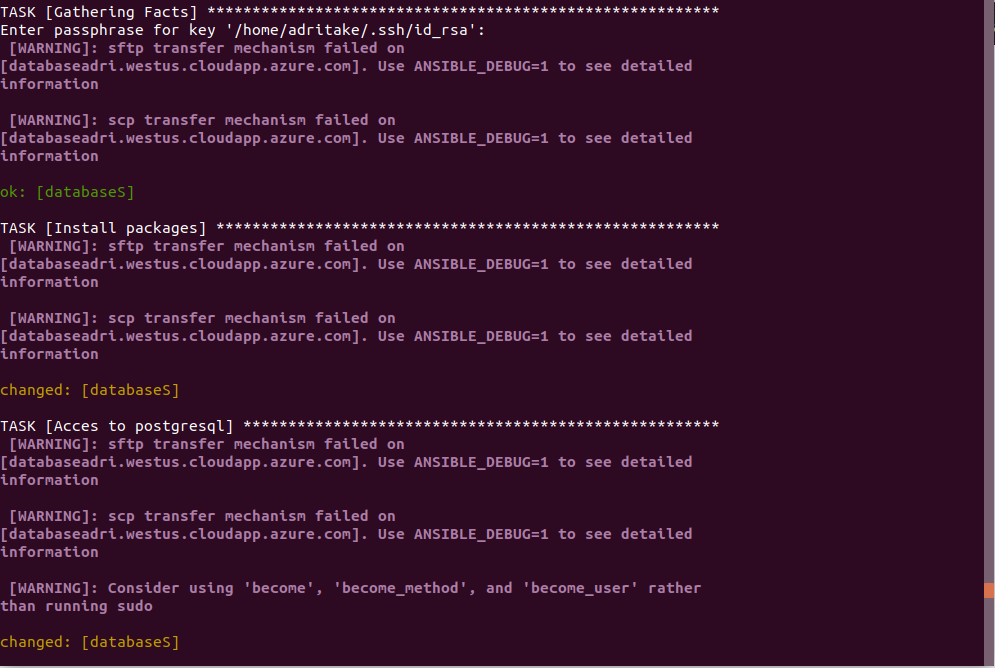 TASK [Gathering Facts] *********************************************************
Enter passphrase for key '/home/adritake/.ssh/id_rsa':
 [WARNING]: sftp transfer mechanism failed on
[databaseadri.westus.cloudapp.azure.com]. Use ANSIBLE_DEBUG=1 to see detailed
information
 [WARNING]: scp transfer mechanism failed on
[databaseadri.westus.cloudapp.azure.com]. Use ANSIBLE_DEBUG=1 to see detailed
information
ok: [databaseS]
TASK [Install packages] ********************************************************
 [WARNING]: sftp transfer mechanism failed on
[databaseadri.westus.cloudapp.azure.com]. Use ANSIBLE_DEBUG=1 to see detailed
information
 [WARNING]: scp transfer mechanism failed on
[databaseadri.westus.cloudapp.azure.com]. Use ANSIBLE_DEBUG=1 to see detailed
information
changed: [databaseS]
TASK [Acces to postgresql] *****************************************************
 [WARNING]: sftp transfer mechanism failed on
[databaseadri.westus.cloudapp.azure.com]. Use ANSIBLE_DEBUG=1 to see detailed
information
 [WARNING]: scp transfer mechanism failed on
[databaseadri.westus.cloudapp.azure.com]. Use ANSIBLE_DEBUG=1 to see detailed
information
 [WARNING]: Consider using 'become', 'become_method', and 'become_user' rather
than running sudo
changed: [databaseS]